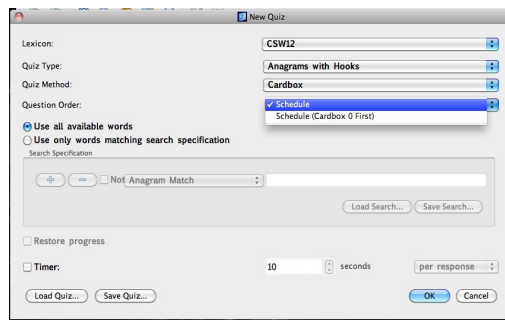 New Quiz
Lexicon: CSW12
Quiz Type: Anagrams with Hooks
Quiz Method: Cardbox
Question Order: ✓ Schedule
Schedule (Cardbox 0 First)
Use all available words
Use only words matching search specification
Search Specification
+ − Not Anagram Match
Load Search... Save Search...
Restore progress
Timer: 10 seconds per response
Load Quiz... Save Quiz... OK Cancel